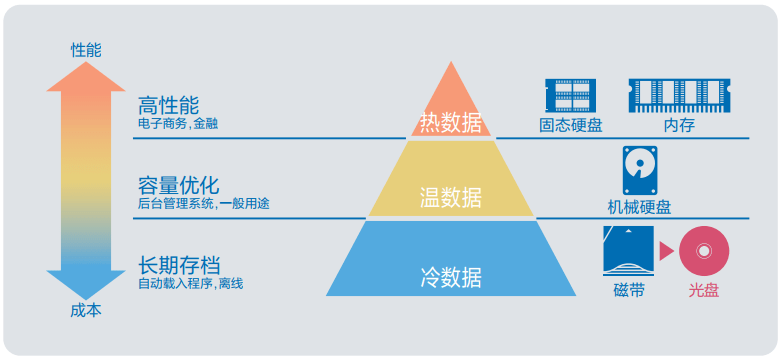 性能
高性能
电子商务,金融
热数据
固态硬盘
内存
容量优化
后台管理系统,一般用途
温数据
机械硬盘
长期存档
自动载入程序,离线
冷数据
磁带
光盘
成本